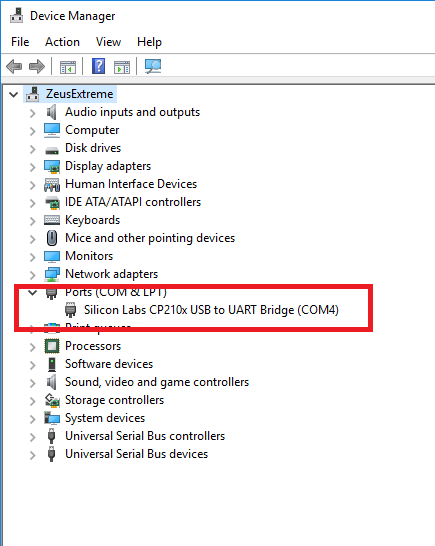 Device Manager
File Action View Help
ZeusExtreme
Audio inputs and outputs
Computer
Disk drives
Display adapters
Human Interface Devices
IDE ATA/ATAPI controllers
Keyboards
Mice and other pointing devices
Monitors
Network adapters
Ports (COM & LPT)
Silicon Labs CP210x USB to UART Bridge (COM4)
Print queues
Processors
Software devices
Sound, video and game controllers
Storage controllers
System devices
Universal Serial Bus controllers
Universal Serial Bus devices